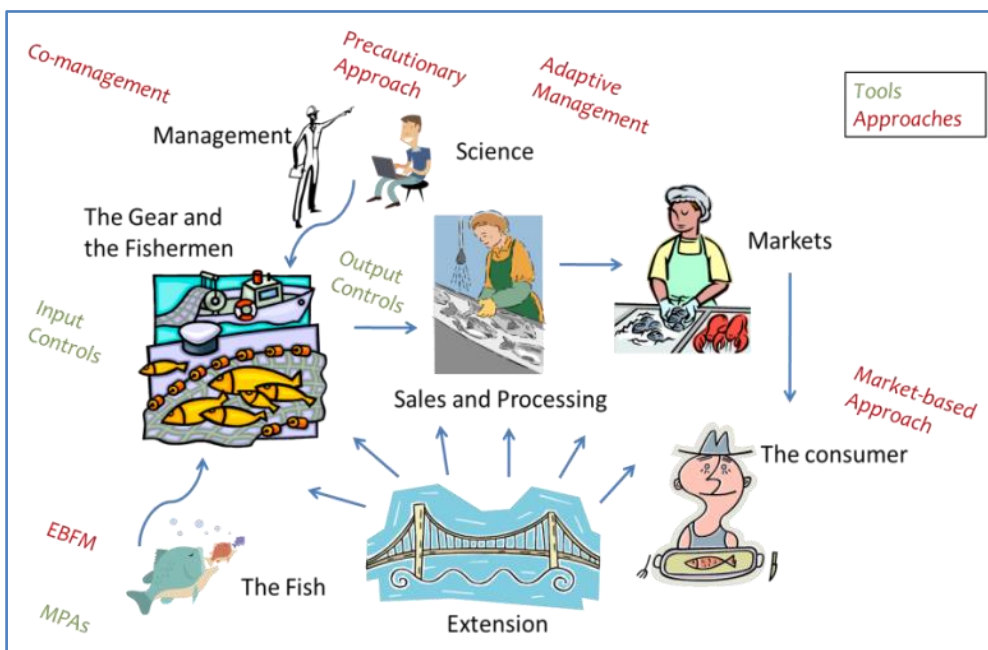 Co-management
Precautionary
Approach
Adaptive
Management
Tools
Approaches
Management
Science
The Gear and
the Fishermen
Output
Controls
Markets
Input
Controls
Sales and Processing
Market-based
Approach
The consumer
EBFM
The Fish
MPAs
Extension